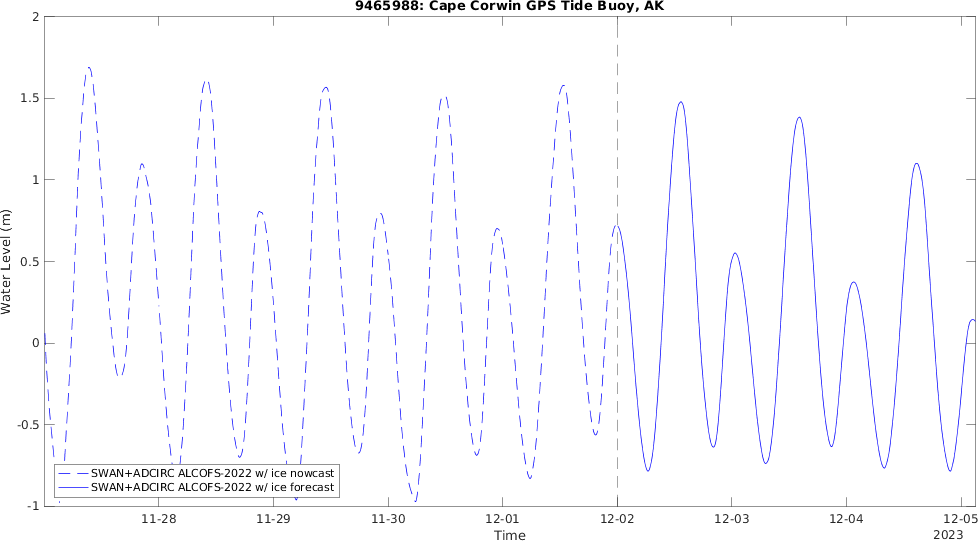 9465988: Cape Corwin GPS Tide Buoy, AK
2
1.5
1
0.5
0
-0.5
-1
Water Level (m)
SWAN+ADCIRC ALCOFS-2022 w/ ice nowcast
SWAN+ADCIRC ALCOFS-2022 w/ ice forecast
11-28 11-29 11-30 12-01 12-02 12-03 12-04 12-05
Time
2023